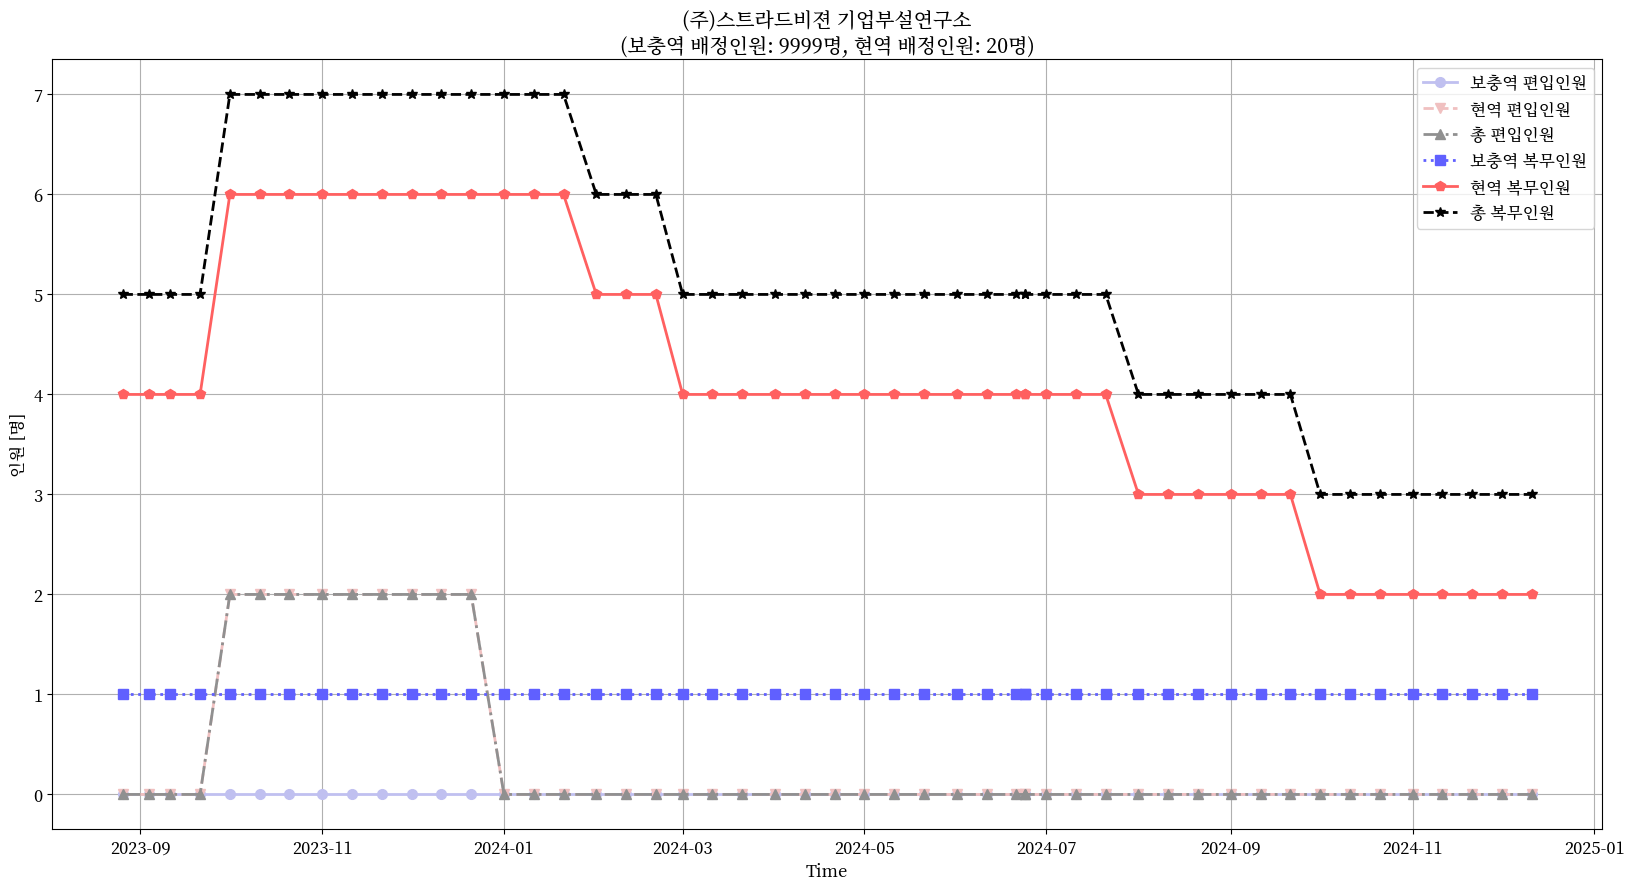 (주)스트라드비젼 기업부설연구소
(보충역 배정인원: 9999명, 현역 배정인원: 20명)
보충역 편입인원
현역 편입인원
총 편입인원
보충역 복무인원
현역 복무인원
총 복무인원
인원 [명]
7
6
5
4
3
2
1
0
2023-09
2023-11
2024-01
2024-03
2024-05
2024-07
2024-09
2024-11
2025-01
Time